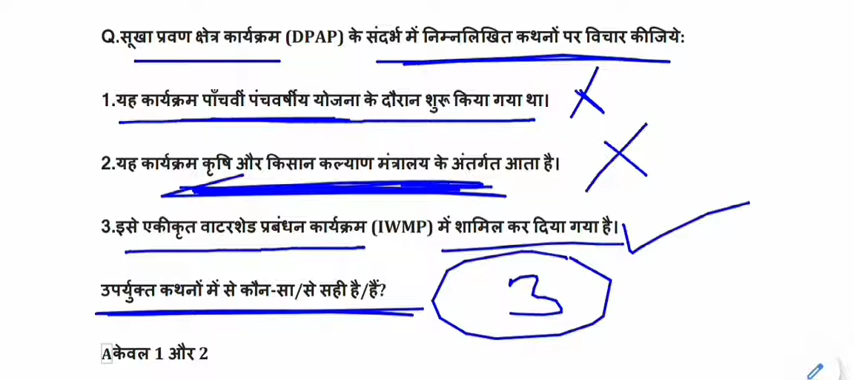 Q.सूखा प्रवण क्षेत्र कार्यक्रम (DPAP) के संदर्भ में निम्नलिखित कथनों पर विचार कीजिये:
1.यह कार्यक्रम पाँचवीं पंचवर्षीय योजना के दौरान शुरू किया गया था।
2.यह कार्यक्रम कृषि और किसान कल्याण मंत्रालय के अंतर्गत आता है।
3.इसे एकीकृत वाटरशेड प्रबंधन कार्यक्रम (IWMP) में शामिल कर दिया गया है।
उपर्युक्त कथनों में से कौन-सा/से सही है/हैं?
3
Aकेवल 1 और 2